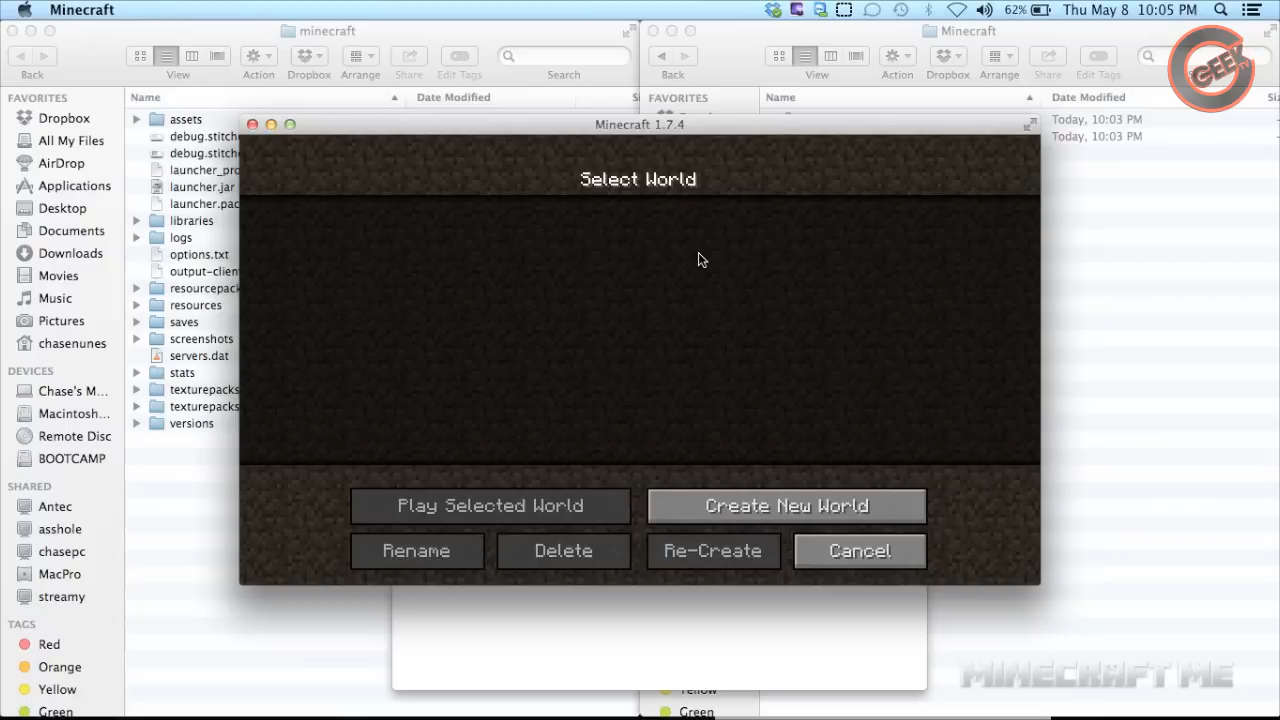 Minecraft
62%
Thu May 8 10:05 PM
minecraft
Minecraft
Back
View
Action
Dropbox
Arrange
Share
Edit Tags
Search
Back
View
Action
Dropbox
Arrange
Share
Edit Tags
GEEK
FAVORITES
Dropbox
All My Files
AirDrop
Applications
Desktop
Documents
Downloads
Movies
Music
Pictures
chasenunes
DEVICES
Chase's M...
Macintosh...
Remote Disc
BOOTCAMP
SHARED
Antec
asshole
chasepc
MacPro
streamy
TAGS
Red
Orange
Yellow
Green
Name
Date Modified
assets
debug.stitche
debug.stitche
launcher_pro
launcher.jar
launcher.pac
libraries
logs
options.txt
output-client
resourcepack
resources
saves
screenshots
servers.dat
stats
texturepacks
texturepacks
versions
FAVORITES
Name
Date Modified
Today, 10:03 PM
Today, 10:03 PM
Yellow
Green
Minecraft 1.7.4
Select World
Play Selected World
Create New World
Rename
Delete
Re-Create
Cancel
MINECRAFT ME